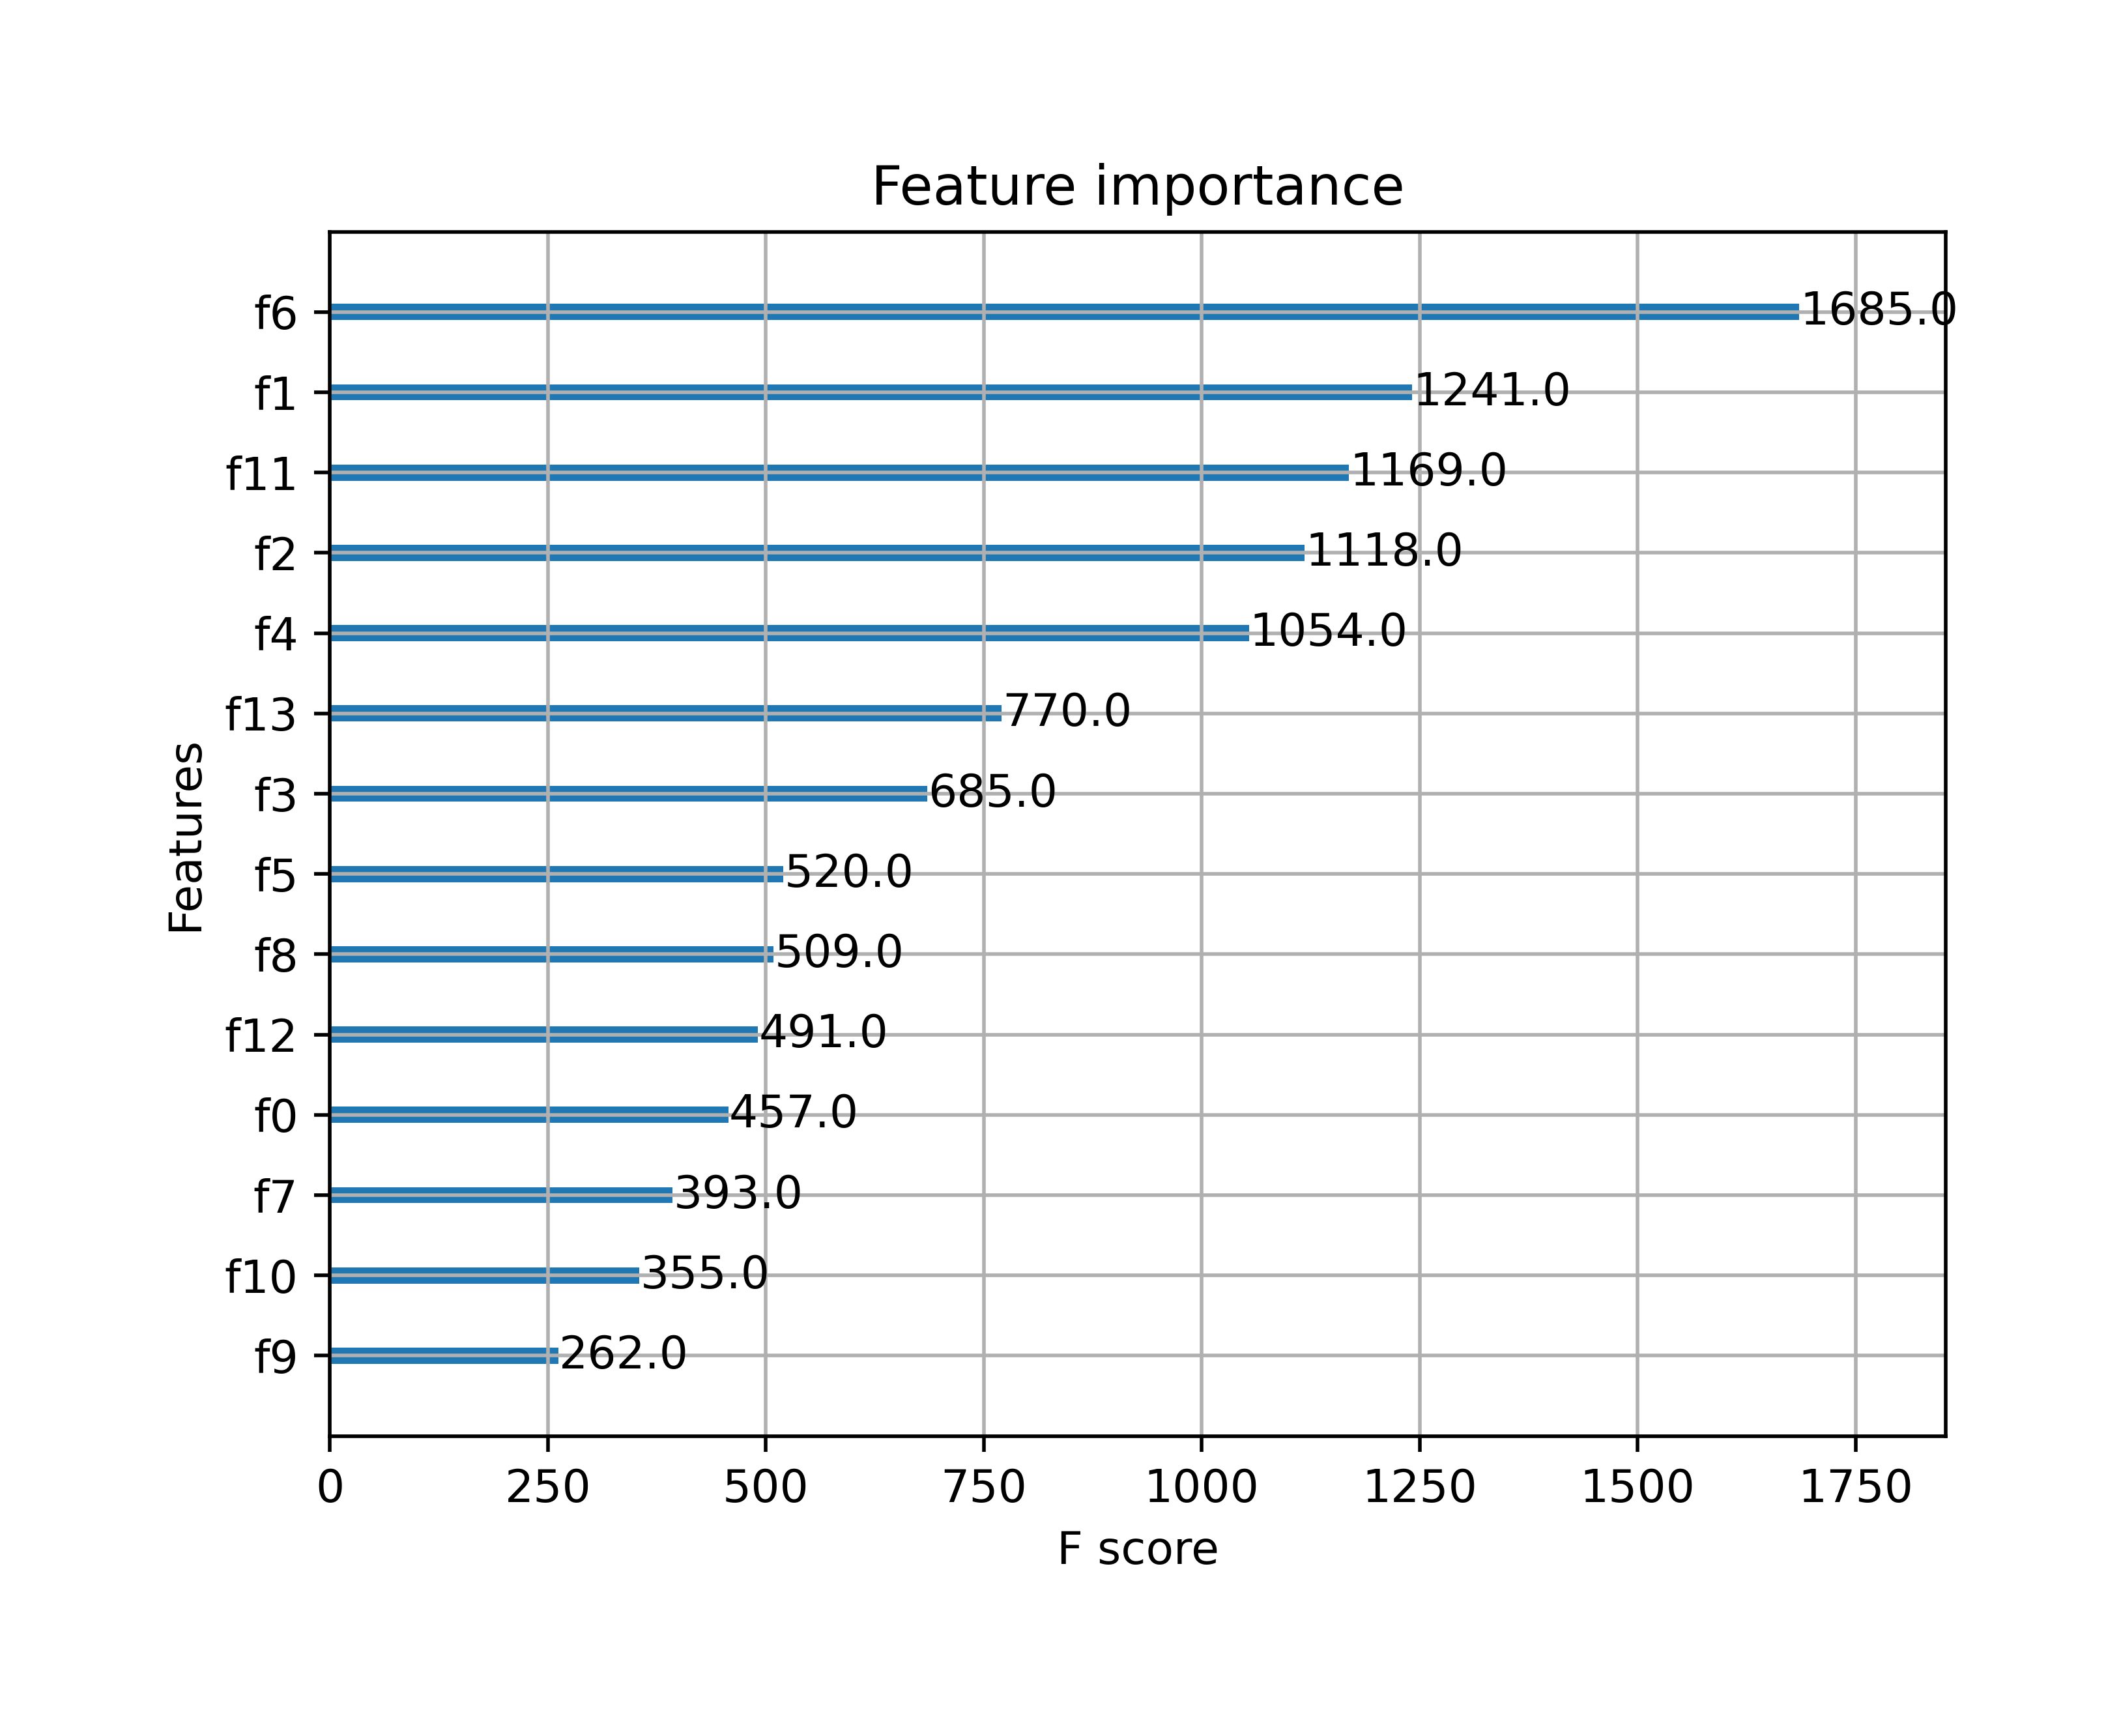 Feature importance
f6 1685.0
f1 1241.0
f11 1169.0
f2 1118.0
f4 1054.0
f13 770.0
f3 685.0
f5 520.0
f8 509.0
f12 491.0
f0 457.0
f7 393.0
f10 355.0
f9 262.0
Features
0 250 500 750 1000 1250 1500 1750
F score